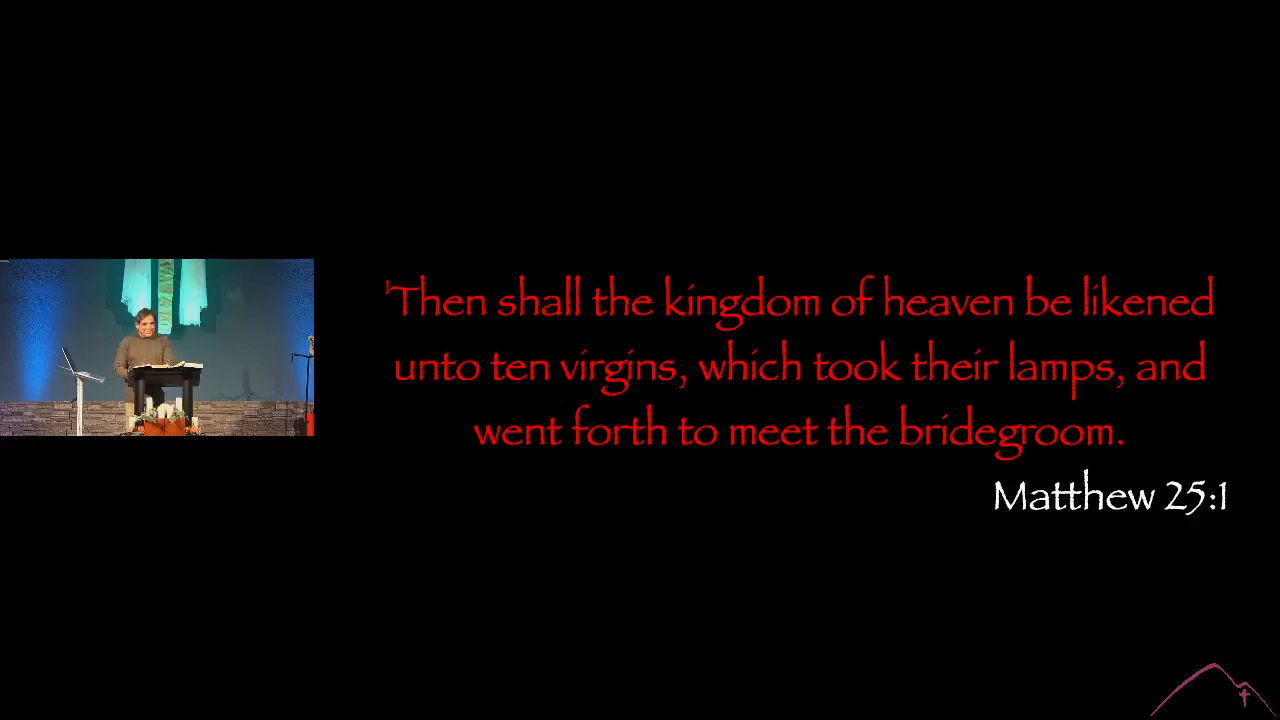 'Then shall the kingdom of heaven be likened
unto ten virgins, which took their lamps, and
went forth to meet the bridegroom.
Matthew 25:1